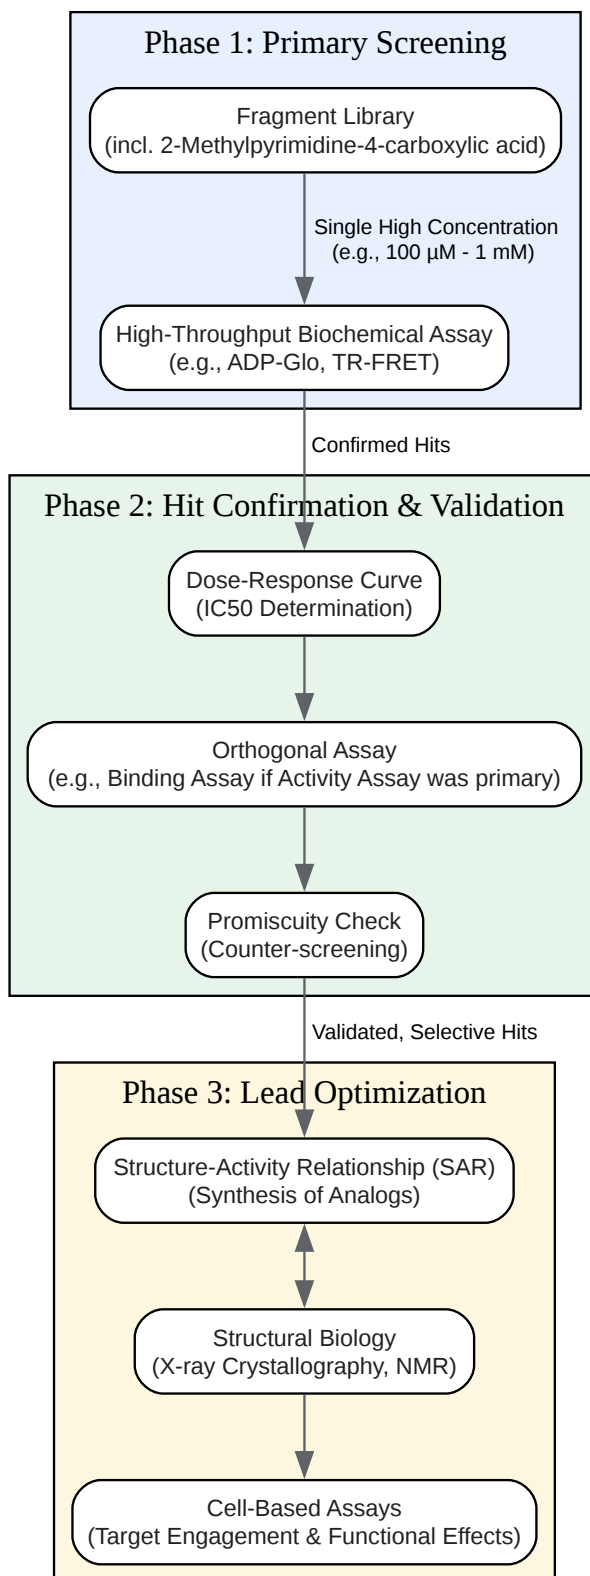 Phase 1: Primary Screening
Fragment Library
(incl. 2-Methylpyrimidine-4-carboxylic acid)
Single High Concentration
(e.g., 100 µM - 1 mM)
High-Throughput Biochemical Assay
(e.g., ADP-Glo, TR-FRET)
Confirmed Hits
Phase 2: Hit Confirmation & Validation
Dose-Response Curve
(IC50 Determination)
Orthogonal Assay
(e.g., Binding Assay if Activity Assay was primary)
Promiscuity Check
(Counter-screening)
Validated, Selective Hits
Phase 3: Lead Optimization
Structure-Activity Relationship (SAR)
(Synthesis of Analogs)
Structural Biology
(X-ray Crystallography, NMR)
Cell-Based Assays
(Target Engagement & Functional Effects)